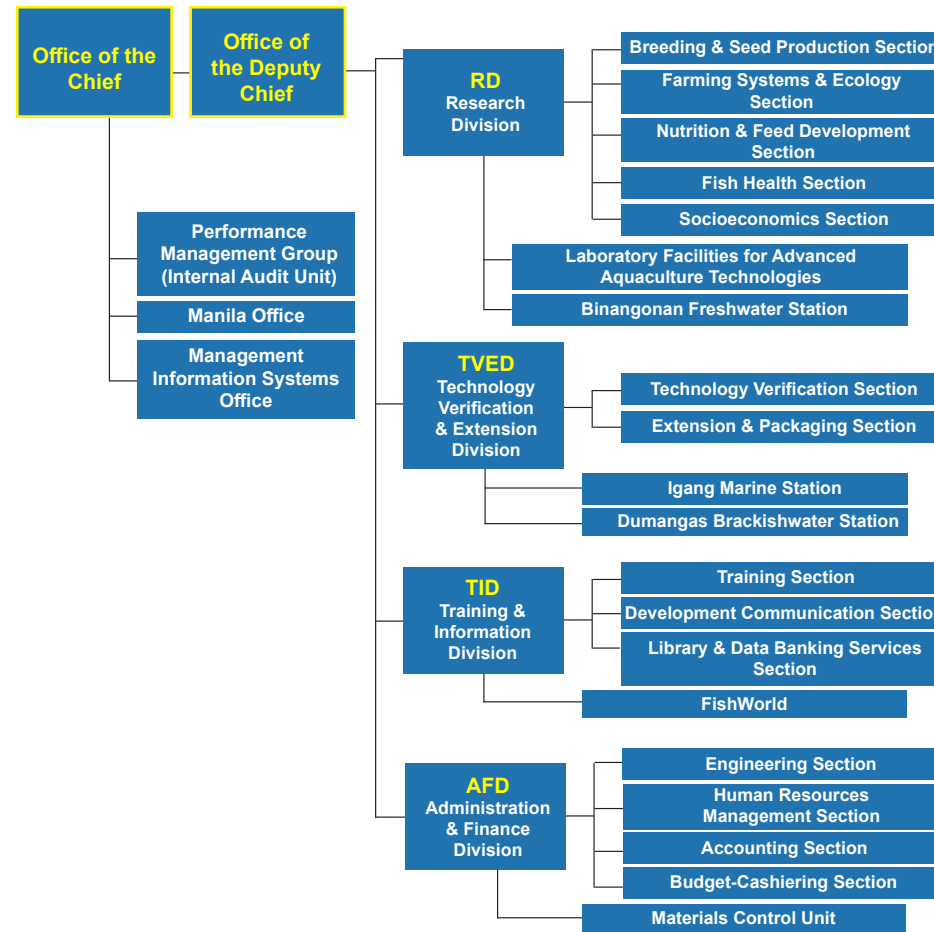 Office of the
Chief
Office of
the Deputy
Chief
RD
Research
Division
Breeding & Seed Production Section
Farming Systems & Ecology
Section
Nutrition & Feed Development
Section
Fish Health Section
Socioeconomics Section
Laboratory Facilities for Advanced
Aquaculture Technologies
Binangonan Freshwater Station
Performance
Management Group
(Internal Audit Unit)
Manila Office
Management
Information Systems
Office
TVED
Technology
Verification
& Extension
Division
Technology Verification Section
Extension & Packaging Section
Igang Marine Station
Dumangas Brackishwater Station
TID
Training &
Information
Division
Training Section
Development Communication Sectio
Library & Data Banking Services
Section
FishWorld
AFD
Administration
& Finance
Division
Engineering Section
Human Resources
Management Section
Accounting Section
Budget-Cashiering Section
Materials Control Unit